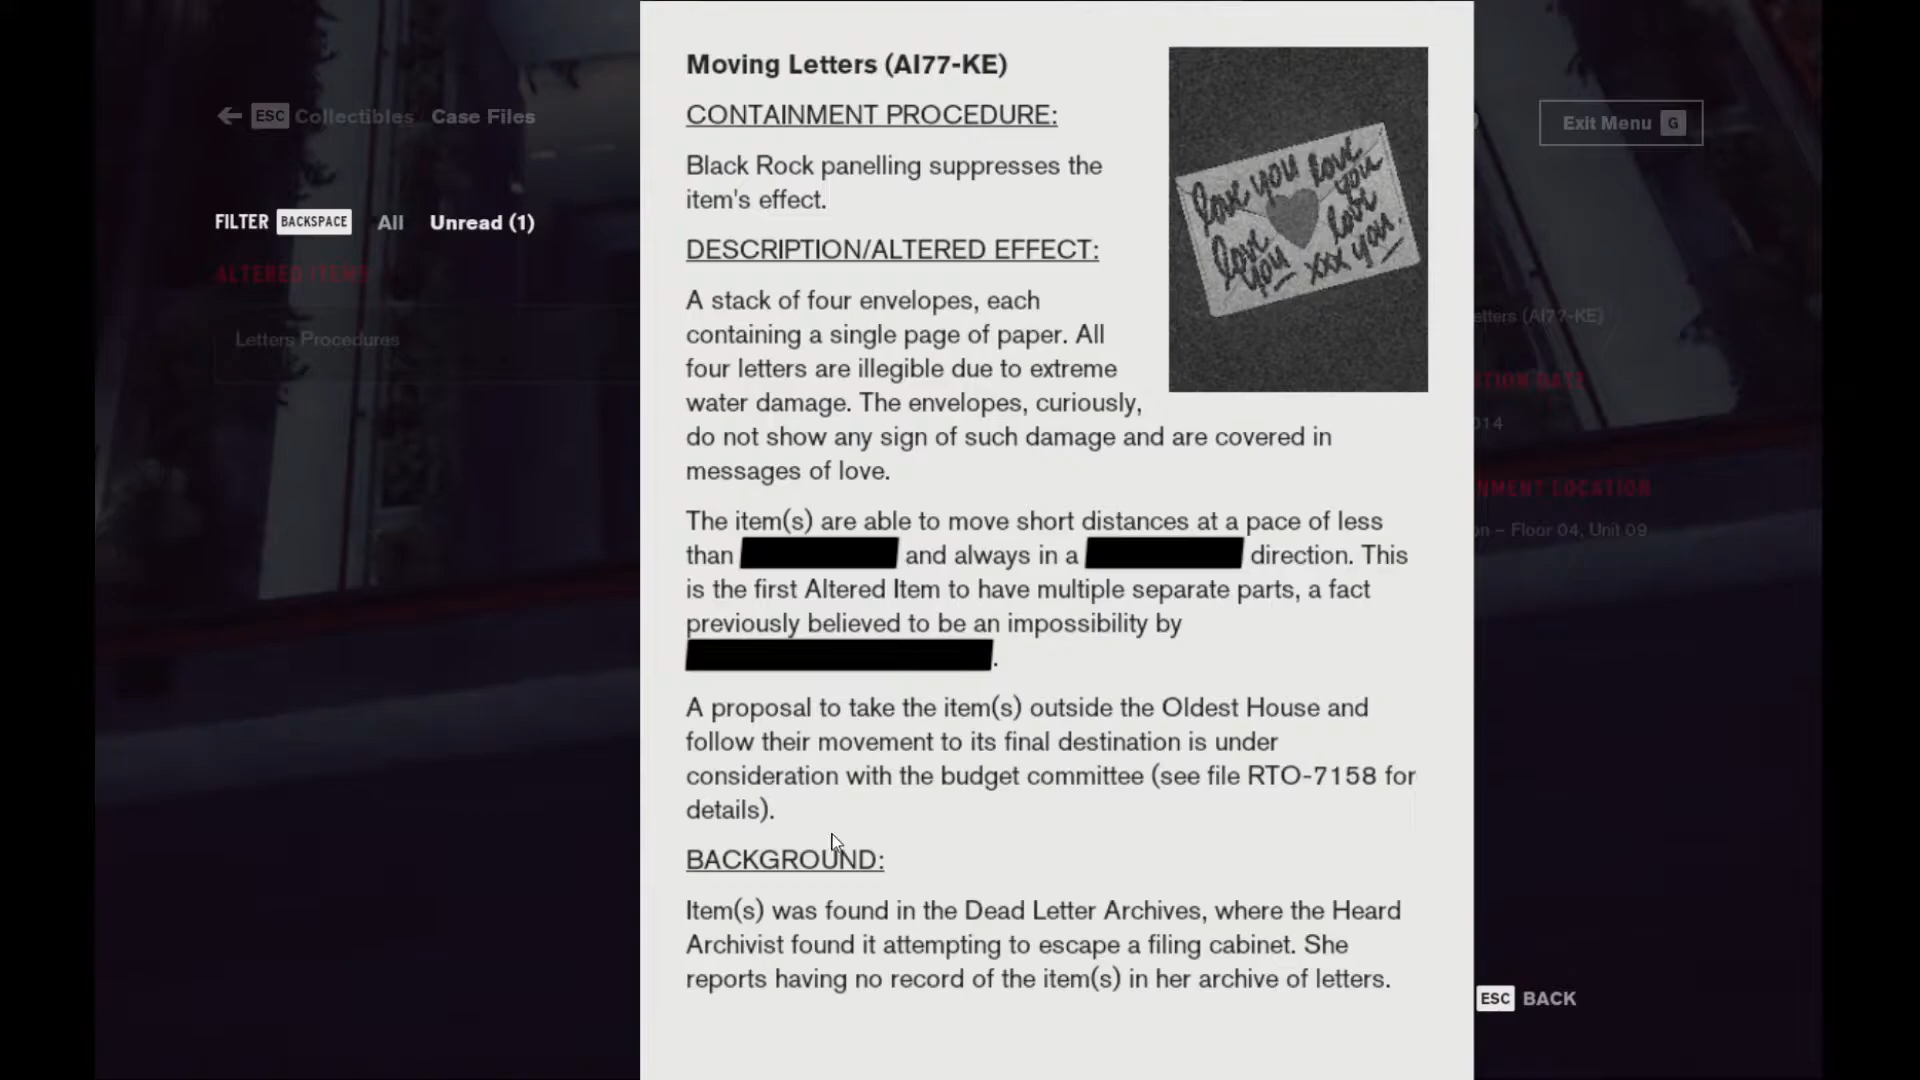 Moving Letters (AI77-KE)
CONTAINMENT PROCEDURE:
Black Rock panelling suppresses the
item's effect.
DESCRIPTION/ALTERED EFFECT:
A stack of four envelopes, each
containing a single page of paper. All
four letters are illegible due to extreme
water damage. The envelopes, curiously,
do not show any sign of such damage and are covered in
messages of love.
The item(s) are able to move short distances at a pace of less
than and always in a direction. This
is the first Altered Item to have multiple separate parts, a fact
previously believed to be an impossibility by
.
A proposal to take the item(s) outside the Oldest House and
follow their movement to its final destination is under
consideration with the budget committee (see file RTO-7158 for
details).
BACKGROUND:
Item(s) was found in the Dead Letter Archives, where the Heard
Archivist found it attempting to escape a filing cabinet. She
reports having no record of the item(s) in her archive of letters.
love you love you
love you love you.
xxx
ESC Collectibles Case Files
FILTER BACKSPACE All Unread (1)
ALTERED ITEMS
Letters Procedures
Exit Menu G
(AI77-KE)
014
LOCATION
– Floor 04, Unit 09
ESC BACK